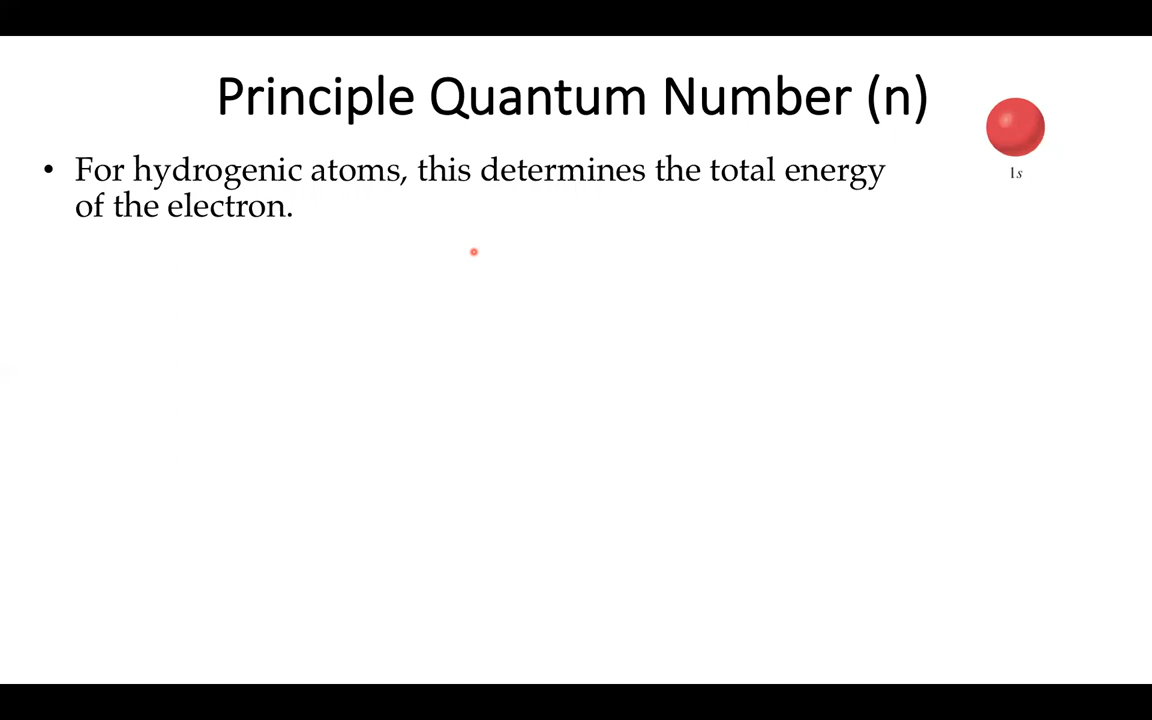 Principle Quantum Number (n)
• For hydrogenic atoms, this determines the total energy
of the electron.
1s